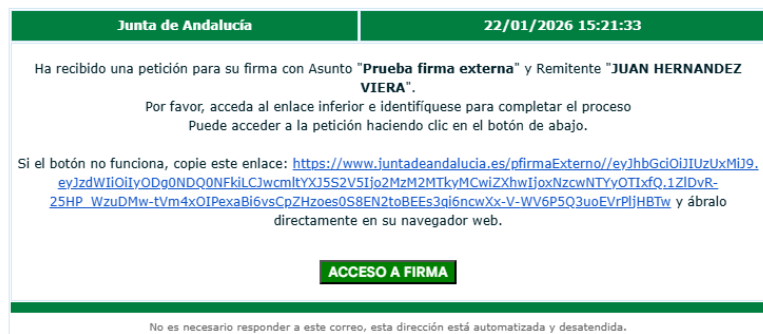 Junta de Andalucía
22/01/2026 15:21:33
Ha recibido una petición para su firma con Asunto "Prueba firma externa" y Remitente "JUAN HERNANDEZ
VIERA".
Por favor, acceda al enlace inferior e identifíquese para completar el proceso
Puede acceder a la petición haciendo clic en el botón de abajo.
Si el botón no funciona, copie este enlace: https://www.juntadeandalucia.es/pfirmaExterno//eyJhbGciOiJIUzUxMiJ9.
eyJzdWIiOiIyODg0NDQ0NFkiLCJwcmltYXJ5S2V5Ijo2MzM2MTkyMCwiZXhwIjoxNzcwNTYyOTIxfQ.1ZlDvR-
25HP_WzuDMw-tVm4xOIPexaBi6vsCpZHzoes0S8EN2toBEEs3qi6ncwXx-V-WV6P5Q3uoEVrPljHBTw y ábralo
directamente en su navegador web.
ACCESO A FIRMA
No es necesario responder a este correo, esta dirección está automatizada y desatendida.